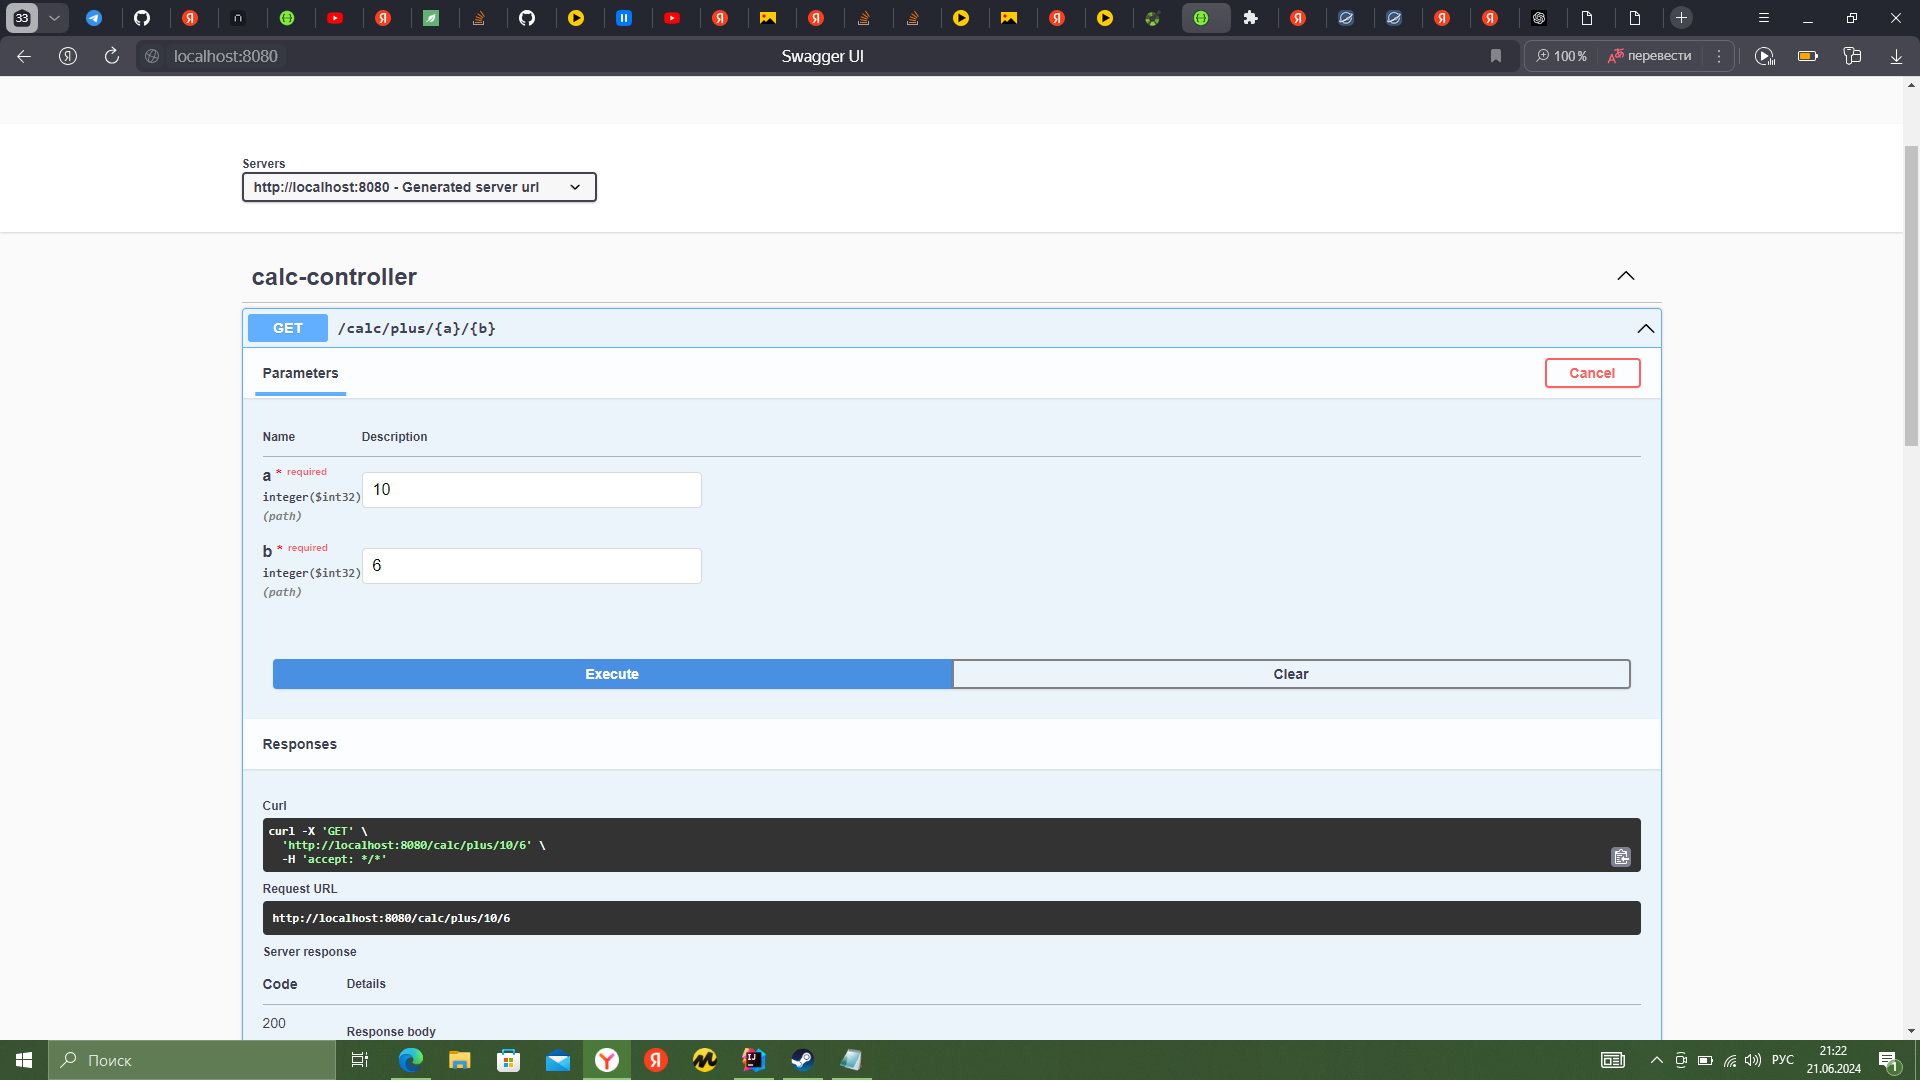 33
localhost:8080
Swagger UI
100 %
перевести
Servers
http://localhost:8080 - Generated server url
calc-controller
GET
/calc/plus/{a}/{b}
Parameters
Cancel
Name
Description
a * required
integer($int32)
(path)
10
b * required
integer($int32)
(path)
6
Execute
Clear
Responses
Curl
curl -X 'GET' \
'http://localhost:8080/calc/plus/10/6' \
-H 'accept: */*'
Request URL
http://localhost:8080/calc/plus/10/6
Server response
Code
Details
200
Response body
Поиск
РУС
21:22
21.06.2024
1